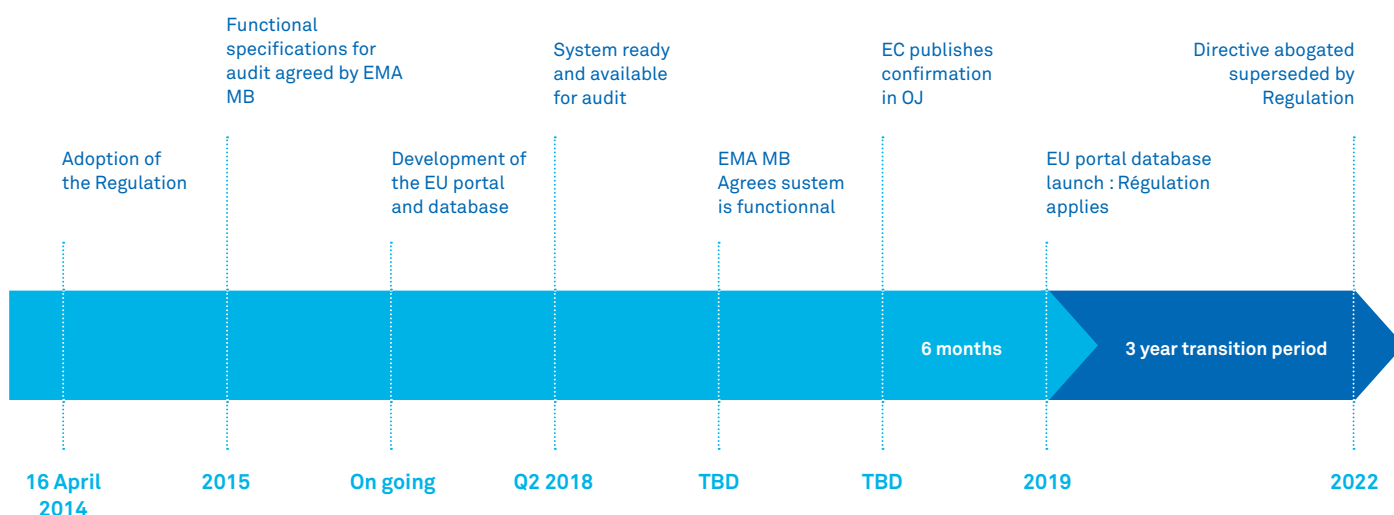 Functional
specifications for
audit agreed by EMA
MB
System ready
and available
for audit
EC publishes
confirmation
in OJ
Directive abogated
superseded by
Regulation
Adoption of
the Regulation
Development of
the EU portal
and database
EMA MB
Agrees sustem
is functionnal
EU portal database
launch : Régulation
applies
6 months
3 year transition period
16 April
2014
2015
On going
Q2 2018
TBD
TBD
2019
2022